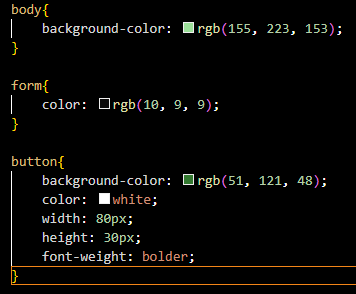 body{
background-color: rgb(155, 223, 153);
}
form{
color: rgb(10, 9, 9);
}
button{
background-color: rgb(51, 121, 48);
color: white;
width: 80px;
height: 30px;
font-weight: bolder;
}